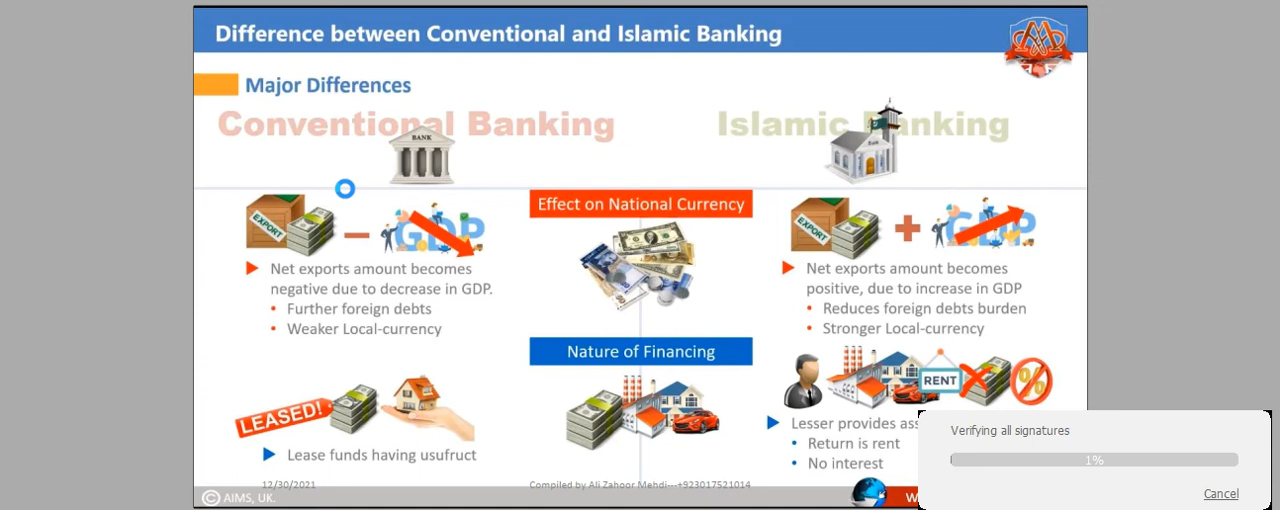 Difference between Conventional and Islamic Banking
Major Differences
Conventional Banking
Islamic Banking
BANK
Effect on National Currency
EXPORT
GDP
EXPORT
GDP
Net exports amount becomes
negative due to decrease in GDP.
• Further foreign debts
• Weaker Local-currency
Net exports amount becomes
positive, due to increase in GDP
• Reduces foreign debts burden
• Stronger Local-currency
Nature of Financing
LEASED!
RENT
%
Lease funds having usufruct
Lesser provides ass
• Return is rent
• No interest
12/30/2021
Compiled by Ali Zahoor Mehdi---+923017521014
© AIMS, UK.
W
Verifying all signatures
1%
Cancel